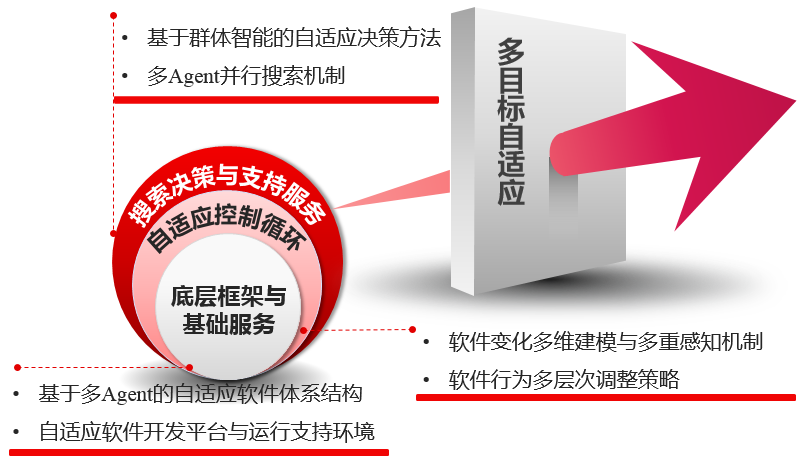 • 基于群体智能的自适应决策方法
• 多Agent并行搜索机制
多目标自适应
搜索决策与支持服务
自适应控制循环
底层框架与
基础服务
• 软件变化多维建模与多重感知机制
• 软件行为多层次调整策略
• 基于多Agent的自适应软件体系结构
• 自适应软件开发平台与运行支持环境